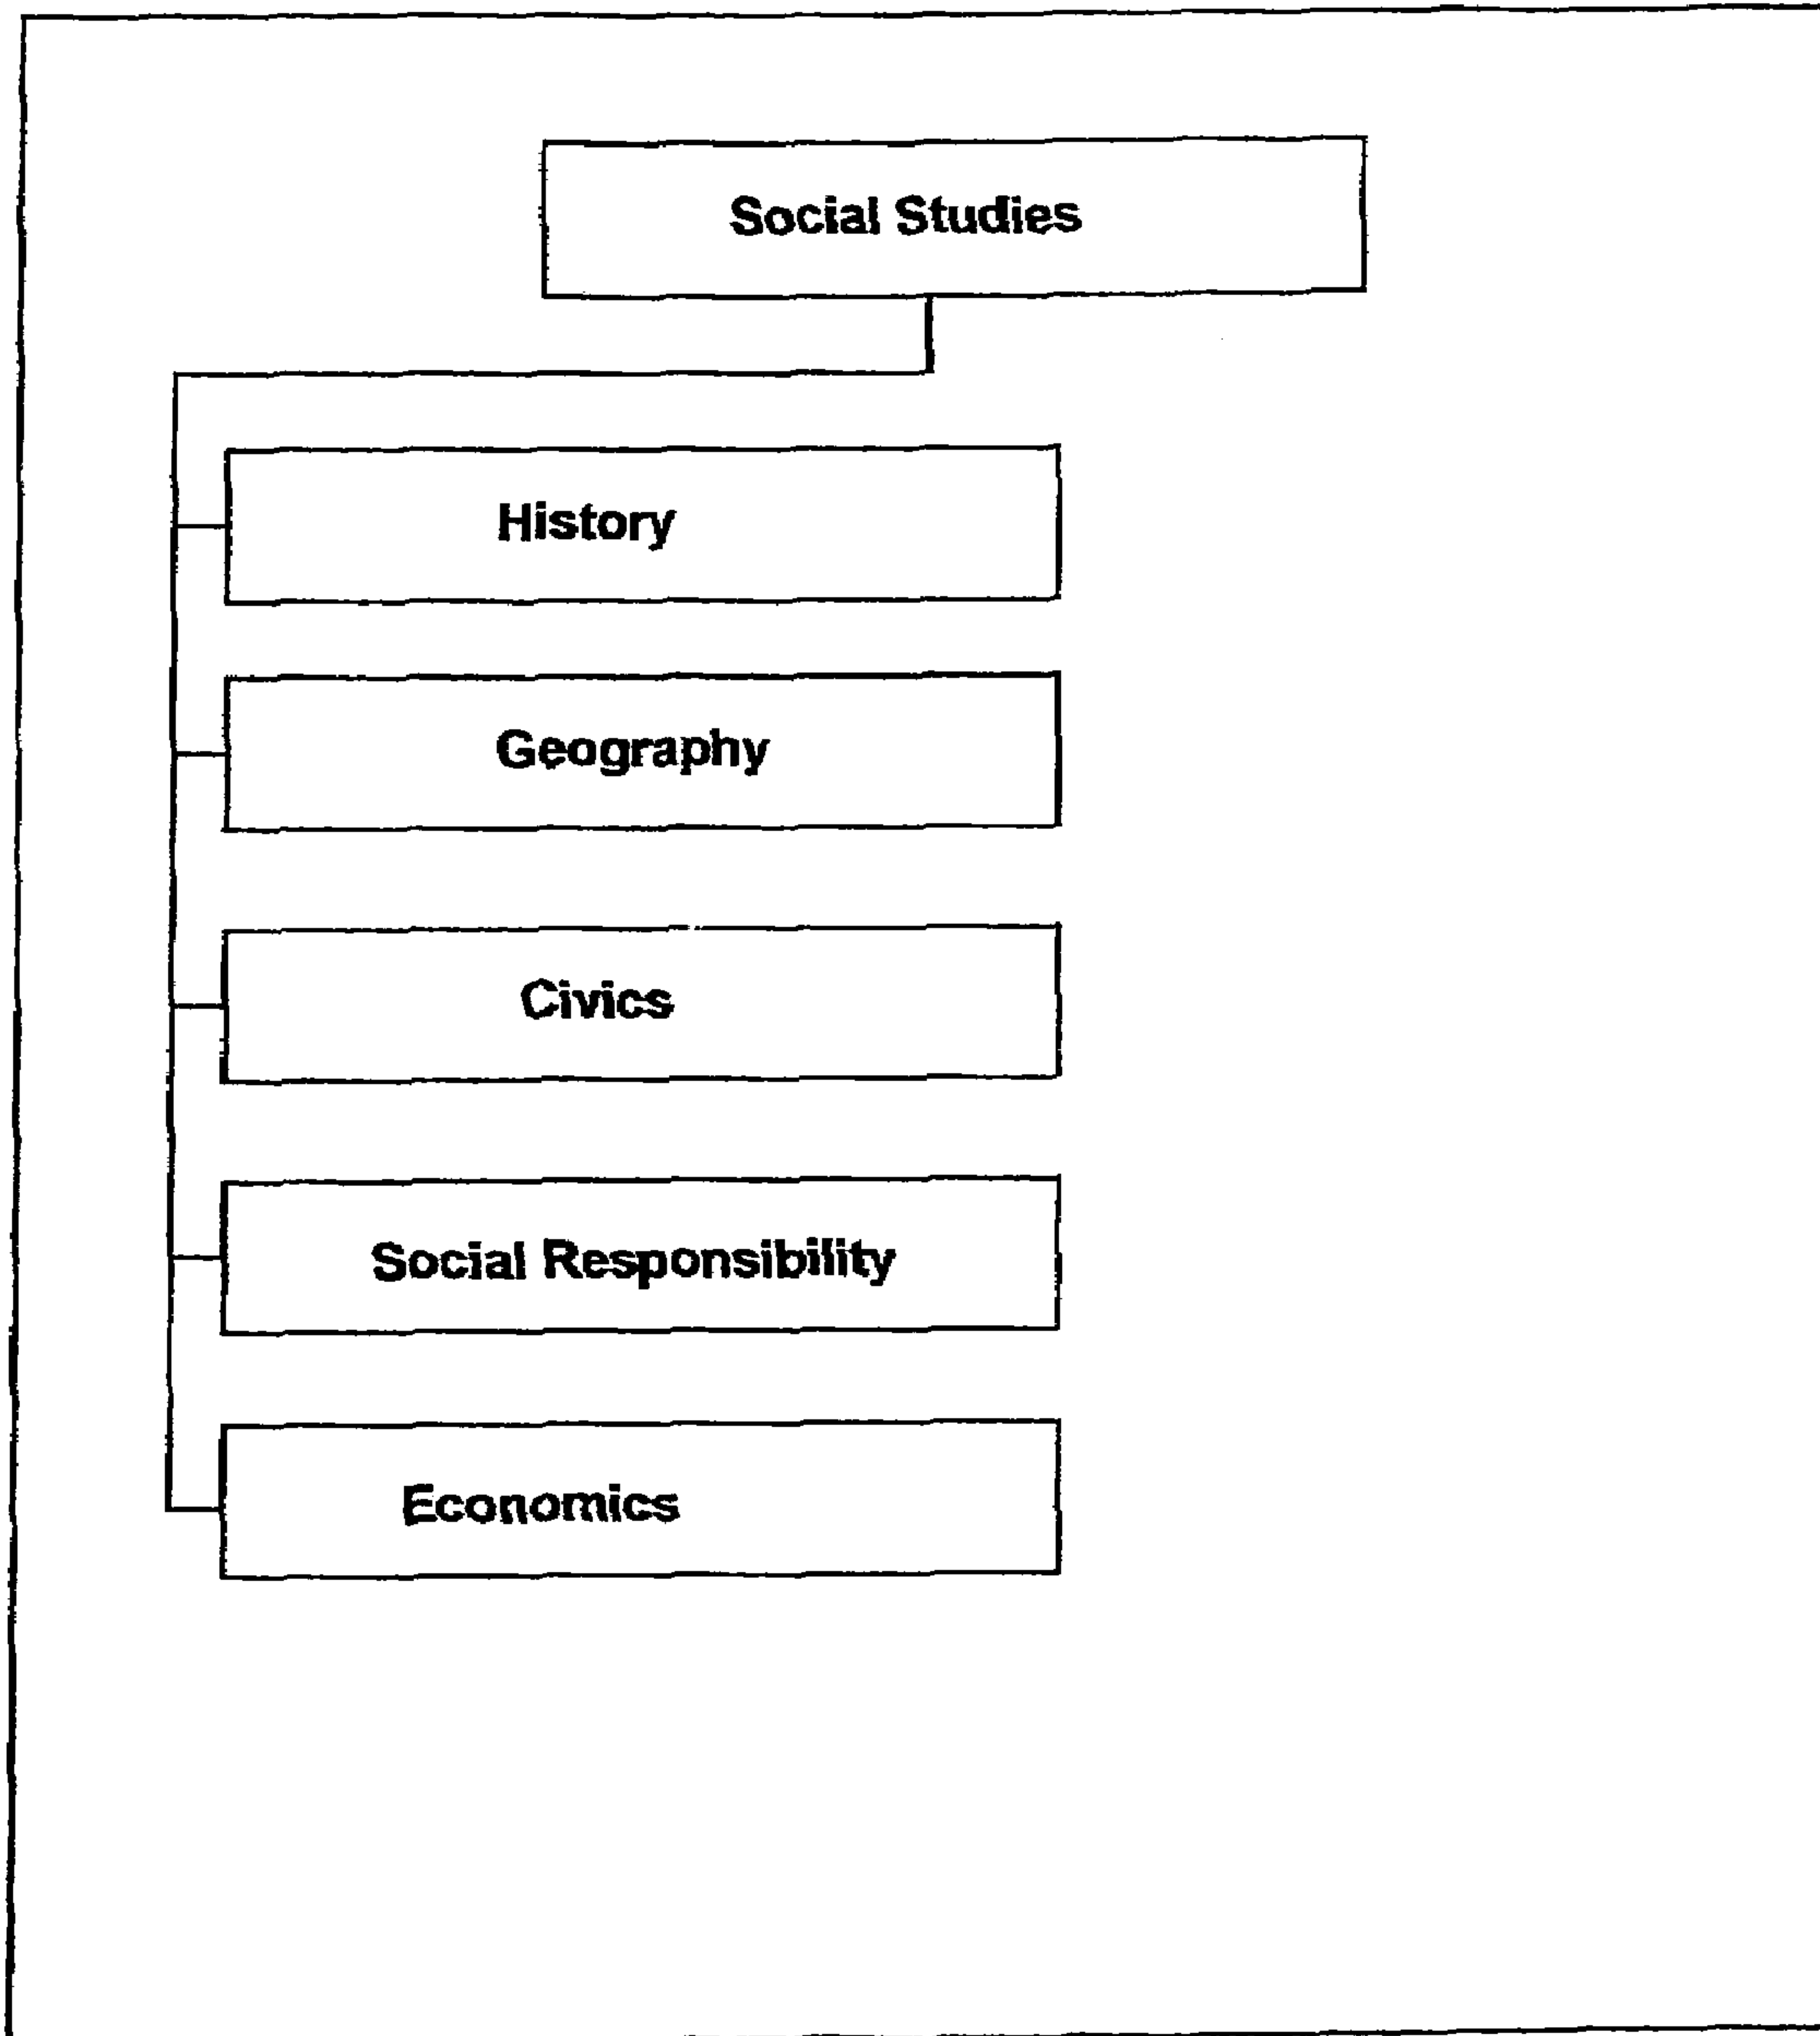 Social Studies
History
Geography
Civics
Social Responsibility
Economics